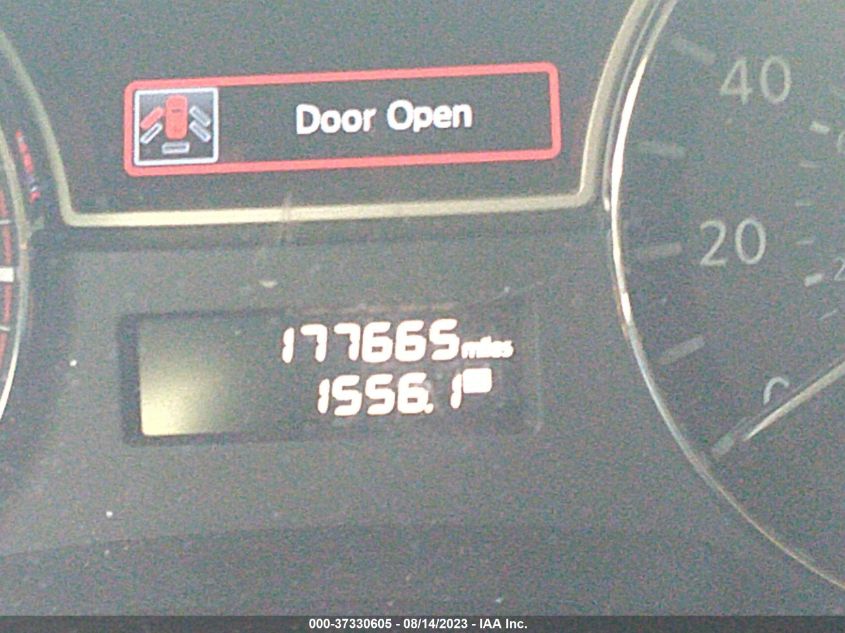 Door Open
40
20
177665 miles
1556.1
000-37330605 - 08/14/2023 - IAA Inc.